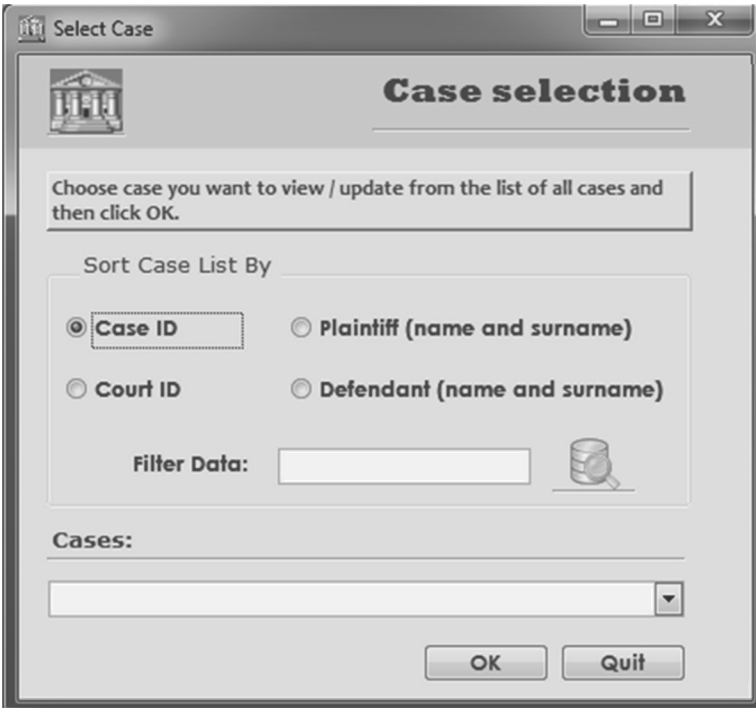 Select Case
Case selection
Choose case you want to view / update from the list of all cases and
then click OK.
Sort Case List By
Case ID
Plaintiff (name and surname)
Court ID
Defendant (name and surname)
Filter Data:
Cases:
OK
Quit